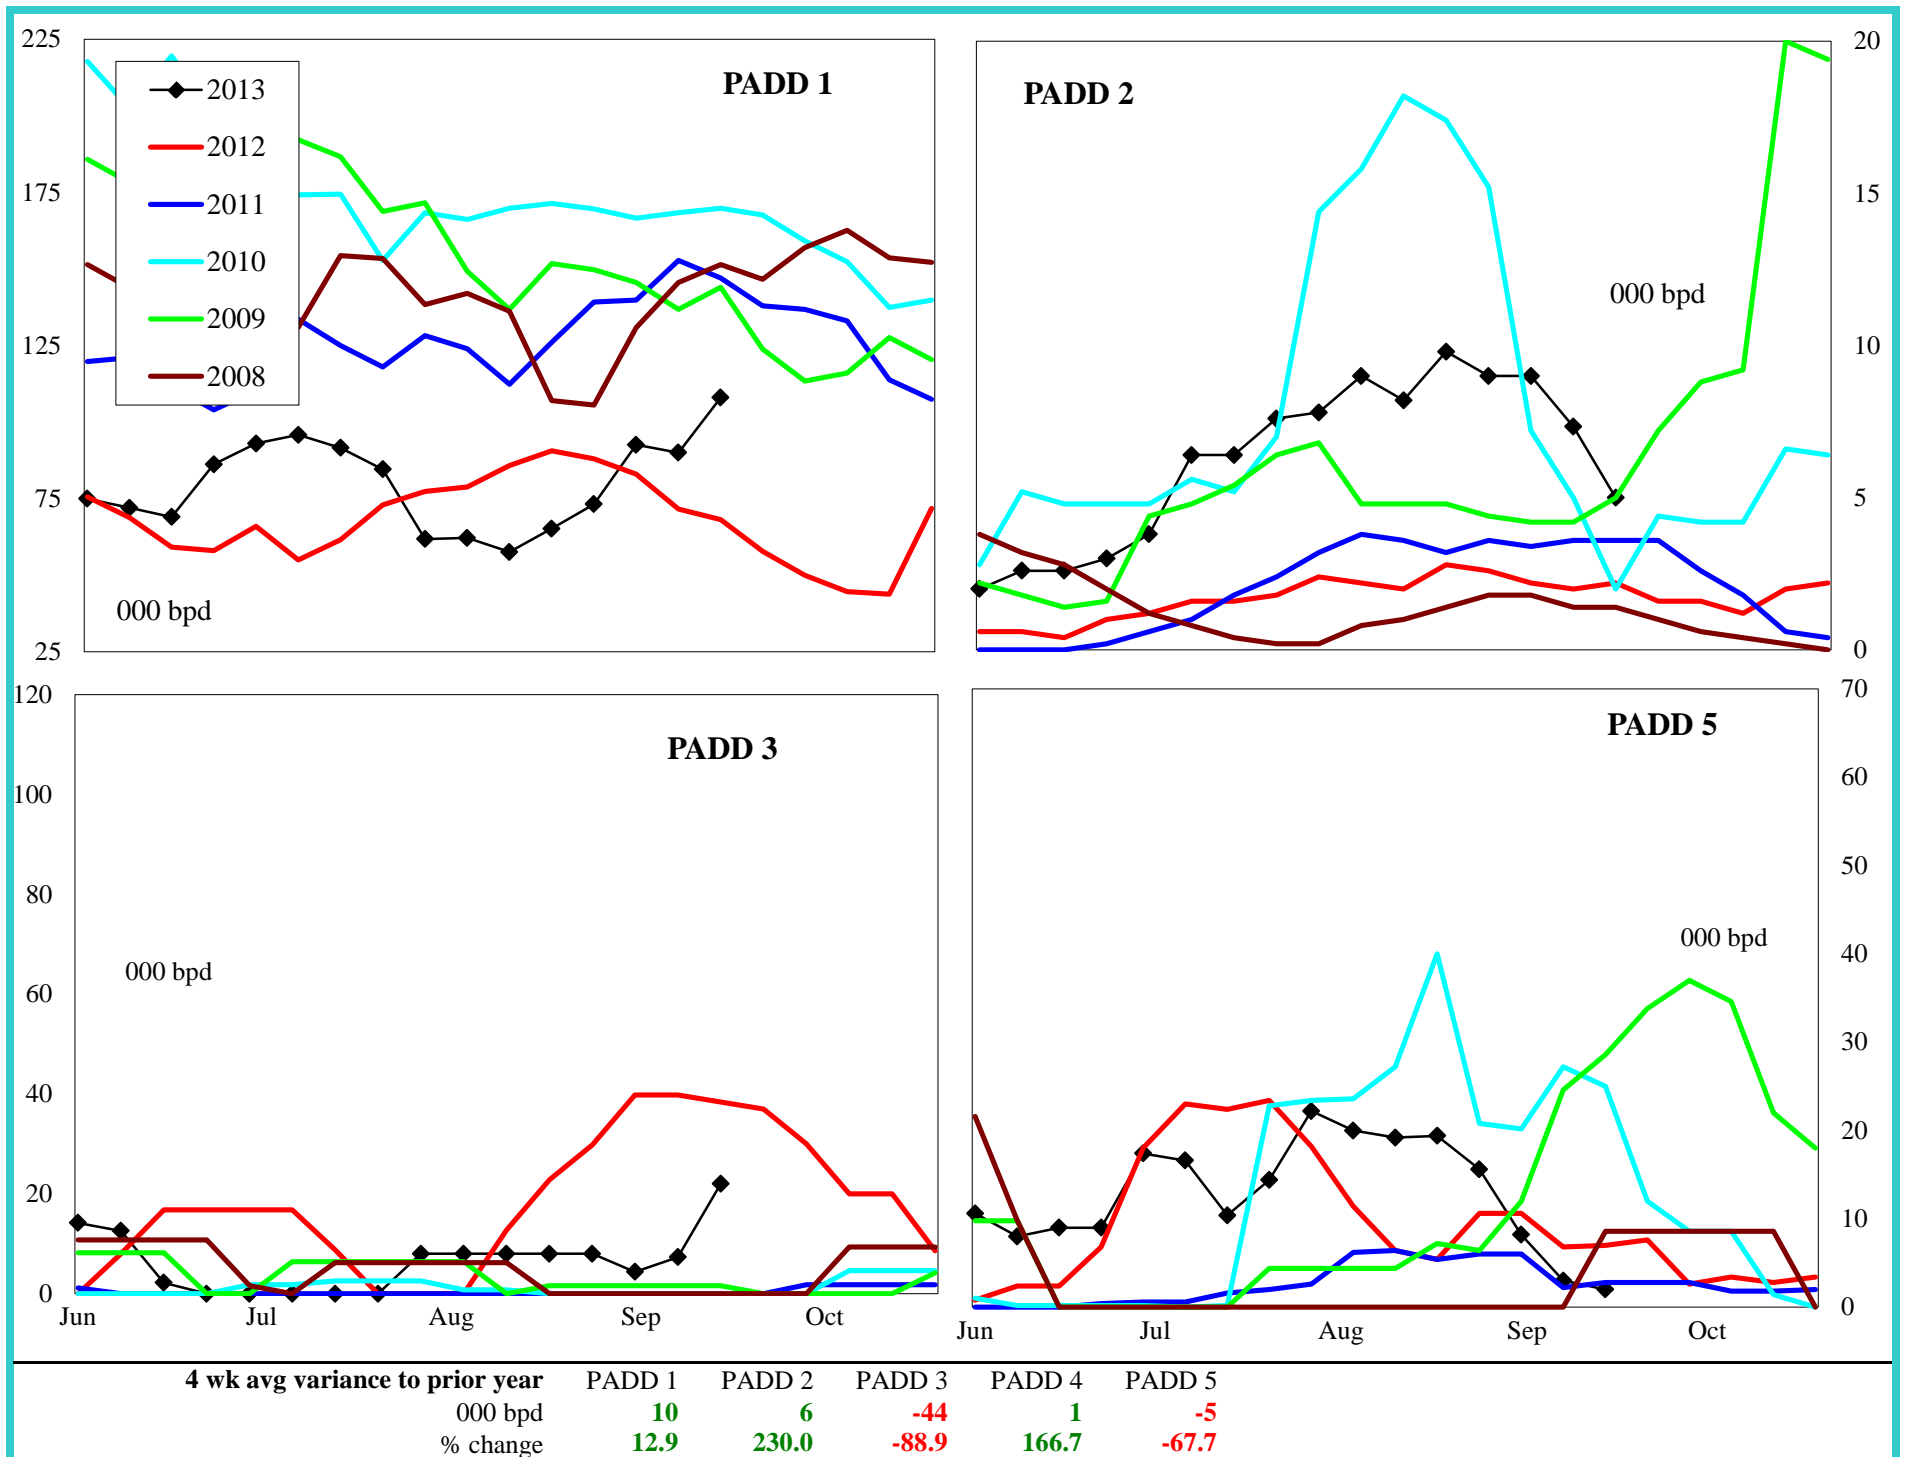 225
175
125
75
25
2013
2012
2011
2010
2009
2008
PADD 1
000 bpd
PADD 2
000 bpd
20
15
10
5
0
120
100
80
60
40
20
0
PADD 3
000 bpd
Jun Jul Aug Sep Oct
PADD 5
000 bpd
70
60
50
40
30
20
10
0
Jun Jul Aug Sep Oct
4 wk avg variance to prior year PADD 1 PADD 2 PADD 3 PADD 4 PADD 5
000 bpd 10 6 -44 1 -5
% change 12.9 230.0 -88.9 166.7 -67.7